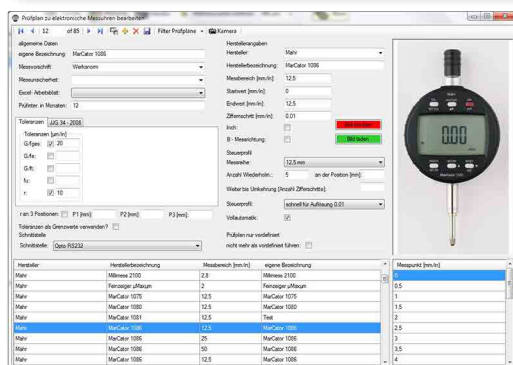 Prüfplan zu elektronische Messuhren bearbeiten
12 of 85 Filter Prüfpläne Kamera
allgemeine Daten
eigene Bezeichnung: MarCator 1086
Messvorschrift: Werksnorm
Messunsicherheit:
Excel- Arbeitsblatt:
Prüfinter. in Monaten: 12
Toleranzen JJG 34 - 2008
Toleranzen [µm/in]
G/fges: 20
G/fe:
G/ft:
fu:
r: 10
r an 3 Positionen: P1 [mm]: P2 [mm]: P3 [mm]:
Toleranzen als Grenzwerte verwenden?
Schnittstelle
Schnittstelle: Opto RS232
Herstellerangaben
Hersteller: Mahr
Herstellerbezeichnung: MarCator 1086
Messbereich [mm/in]: 12,5
Startwert [mm/in]: 0
Endwert [mm/in]: 12,5
Ziffernschritt [mm/in]: 0.01
Inch:
B - Messrichtung: Bild laden
Steuerprofil
Messreihe: 12,5 mm
Anzahl Wiederholn.: 5 an der Position [mm]:
Weiter bis Umkehrung [Anzahl Ziffernschritte]:
Steuerprofil: schnell für Auflösung 0.01
Vollautomatik:
Prüfplan nur vordefiniert
nicht mehr als vordefiniert führen:
0.00
Hersteller Herstellerbezeichnung Messbereich [mm/in] eigene Bezeichnung
Mahr Millimess 2100 2,8 Millimess 2100
Mahr Feinzeiger µMaxµm 2 Feinzeiger µMaxµm
Mahr MarCator 1075 12.5 MarCator 1075
Mahr MarCator 1080 12.5 MarCator 1080
Mahr MarCator 1081 12.5 Test
Mahr MarCator 1086 12.5 MarCator 1086
Mahr MarCator 1086 25 MarCator 1086
Mahr MarCator 1086 50 MarCator 1086
Mahr MarCator 1086 12.5 MarCator 1086
Messpunkt [mm/in]
0
0,5
1
1,5
2
2,5
3
3,5
4